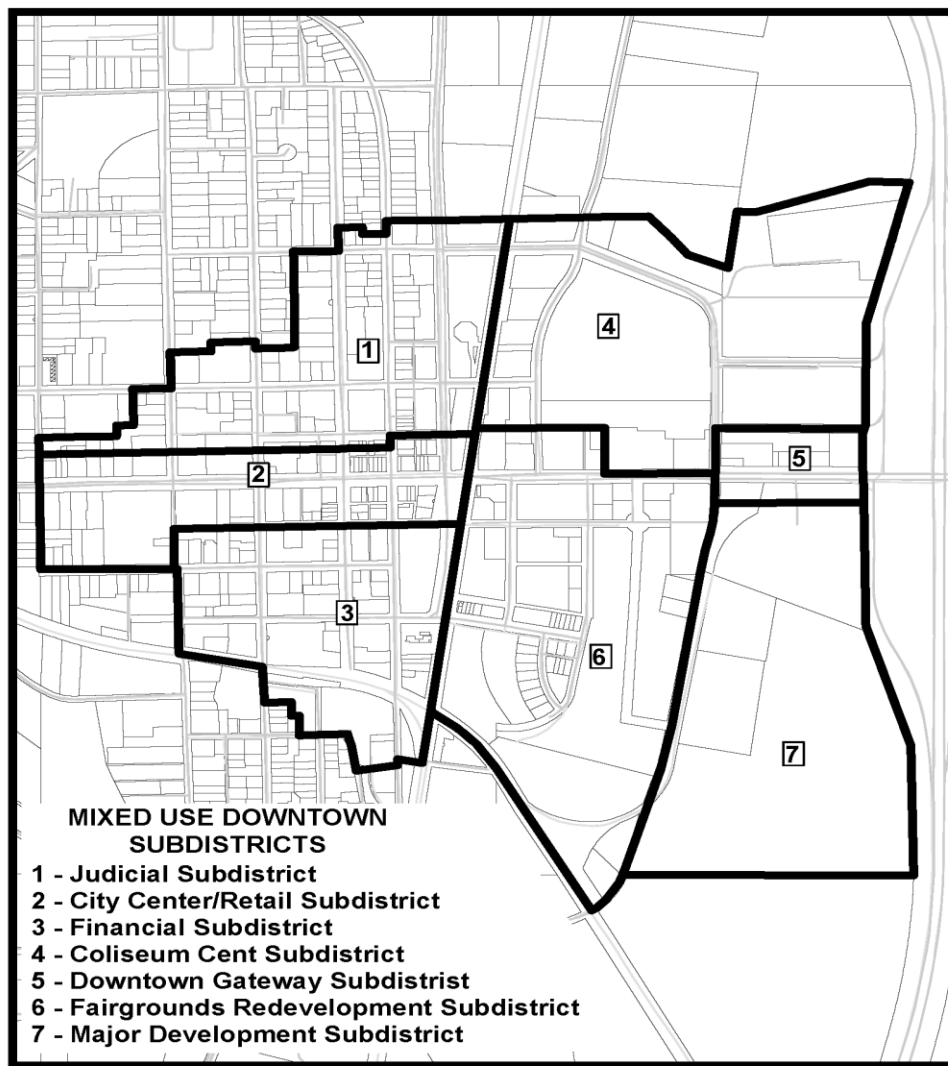 1
4
2
5
3
6
7
MIXED USE DOWNTOWN
SUBDISTRICTS
1 - Judicial Subdistrict
2 - City Center/Retail Subdistrict
3 - Financial Subdistrict
4 - Coliseum Cent Subdistrict
5 - Downtown Gateway Subdistrist
6 - Fairgrounds Redevelopment Subdistrict
7 - Major Development Subdistrict